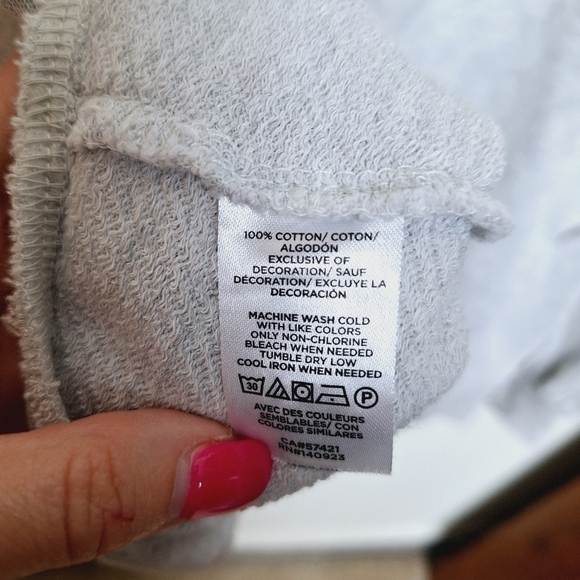 100% COTTON/ COTON/
ALGODÓN
EXCLUSIVE OF
DECORATION/ SAUF
DÉCORATION/ EXCLUYE LA
DECORACIÓN
MACHINE WASH COLD
WITH LIKE COLORS
ONLY NON-CHLORINE
BLEACH WHEN NEEDED
TUMBLE DRY LOW
COOL IRON WHEN NEEDED
30 P
AVEC DES COULEURS
SEMBLABLES/ CON
COLORES SIMILARES
CA#57421
RN#140923